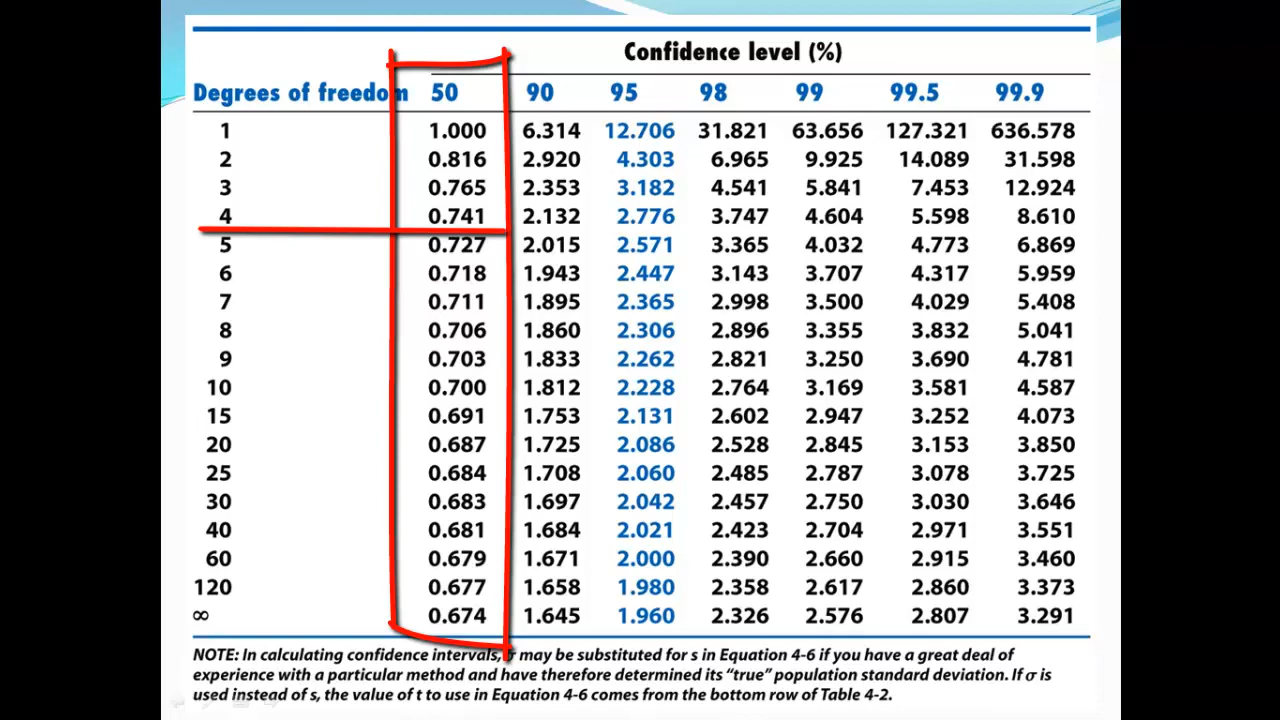 Confidence level (%)
Degrees of freedom 50 90 95 98 99 99.5 99.9
1 1.000 6.314 12.706 31.821 63.656 127.321 636.578
2 0.816 2.920 4.303 6.965 9.925 14.089 31.598
3 0.765 2.353 3.182 4.541 5.841 7.453 12.924
4 0.741 2.132 2.776 3.747 4.604 5.598 8.610
5 0.727 2.015 2.571 3.365 4.032 4.773 6.869
6 0.718 1.943 2.447 3.143 3.707 4.317 5.959
7 0.711 1.895 2.365 2.998 3.500 4.029 5.408
8 0.706 1.860 2.306 2.896 3.355 3.832 5.041
9 0.703 1.833 2.262 2.821 3.250 3.690 4.781
10 0.700 1.812 2.228 2.764 3.169 3.581 4.587
15 0.691 1.753 2.131 2.602 2.947 3.252 4.073
20 0.687 1.725 2.086 2.528 2.845 3.153 3.850
25 0.684 1.708 2.060 2.485 2.787 3.078 3.725
30 0.683 1.697 2.042 2.457 2.750 3.030 3.646
40 0.681 1.684 2.021 2.423 2.704 2.971 3.551
60 0.679 1.671 2.000 2.390 2.660 2.915 3.460
120 0.677 1.658 1.980 2.358 2.617 2.860 3.373
∞ 0.674 1.645 1.960 2.326 2.576 2.807 3.291
NOTE: In calculating confidence intervals, σ may be substituted for s in Equation 4-6 if you have a great deal of
experience with a particular method and have therefore determined its “true” population standard deviation. If σ is
used instead of s, the value of t to use in Equation 4-6 comes from the bottom row of Table 4-2.